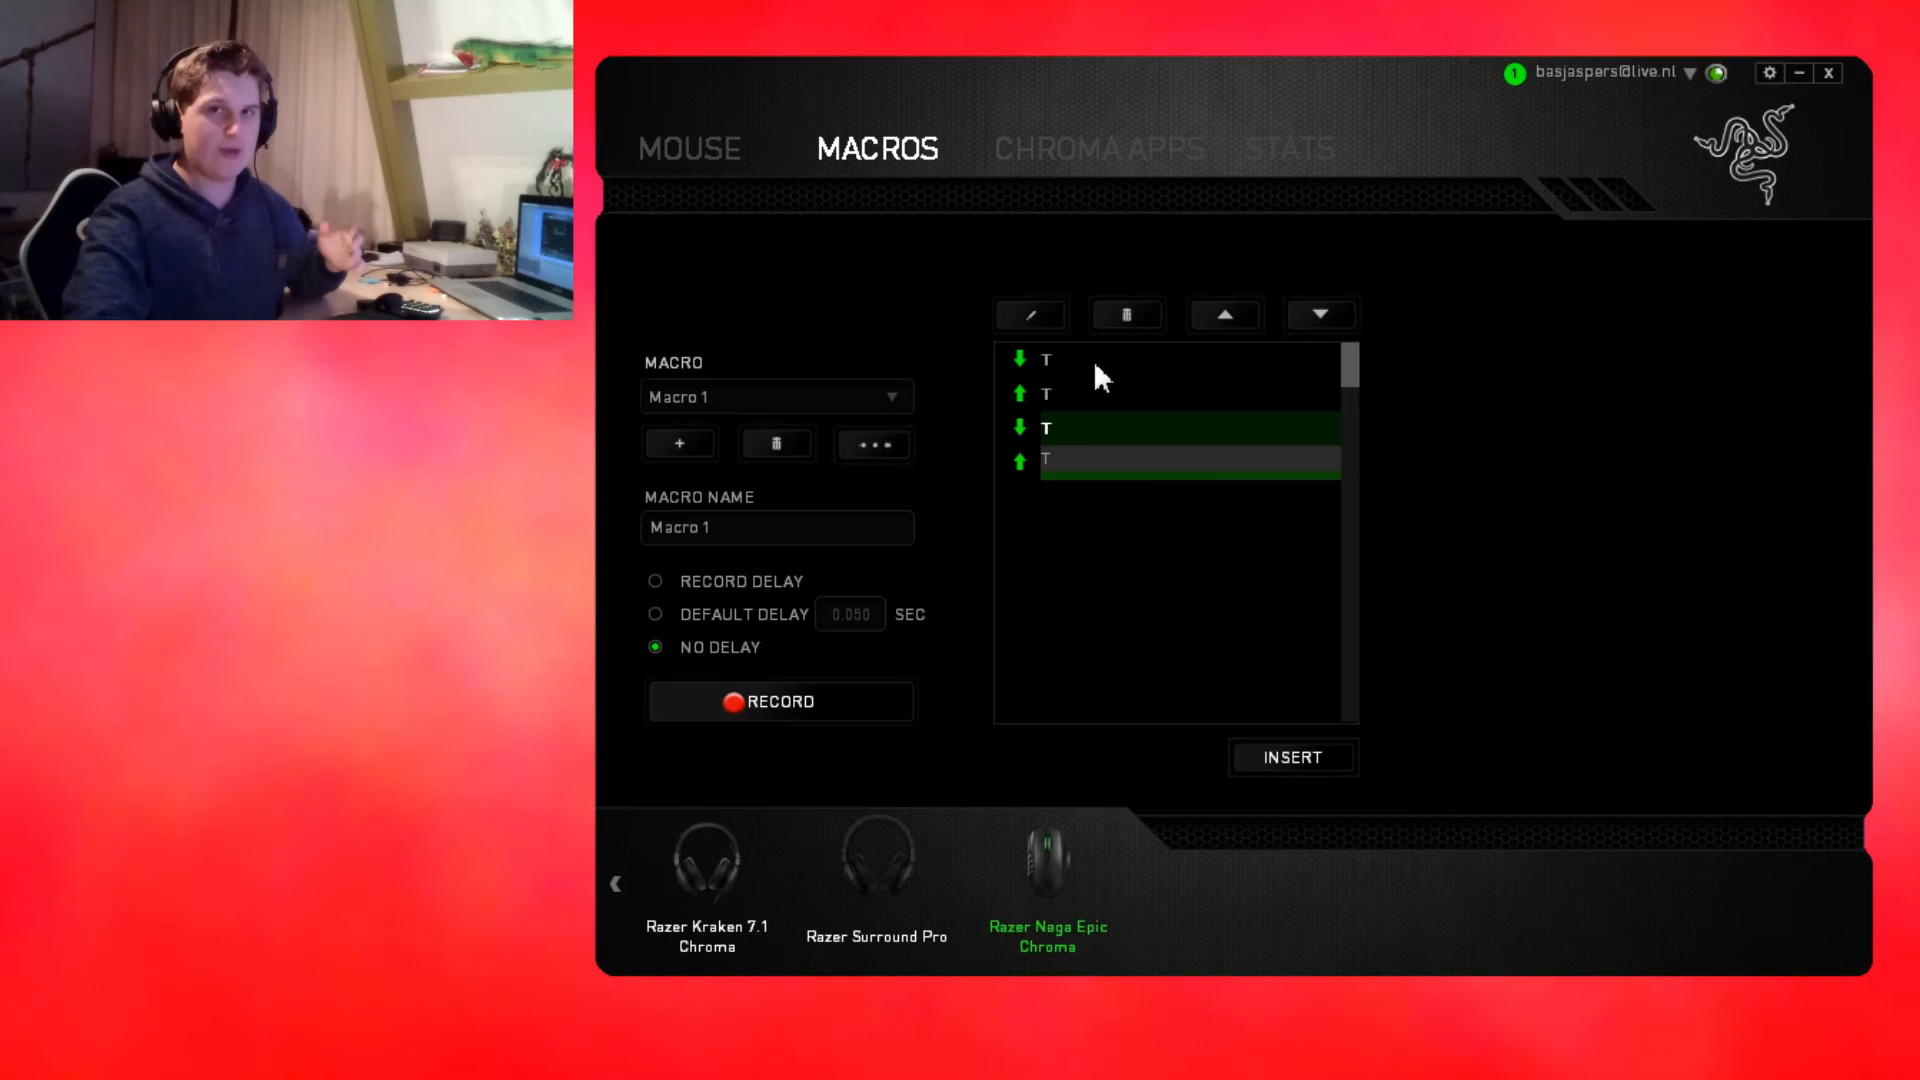 1 basjaspers@live.nl
X
MOUSE MACROS CHROMA APPS STATS
MACRO
Macro 1
+
MACRO NAME
Macro 1
RECORD DELAY
DEFAULT DELAY 0.050 SEC
NO DELAY
RECORD
T
T
T
T
INSERT
Razer Kraken 7.1
Chroma
Razer Surround Pro
Razer Naga Epic
Chroma